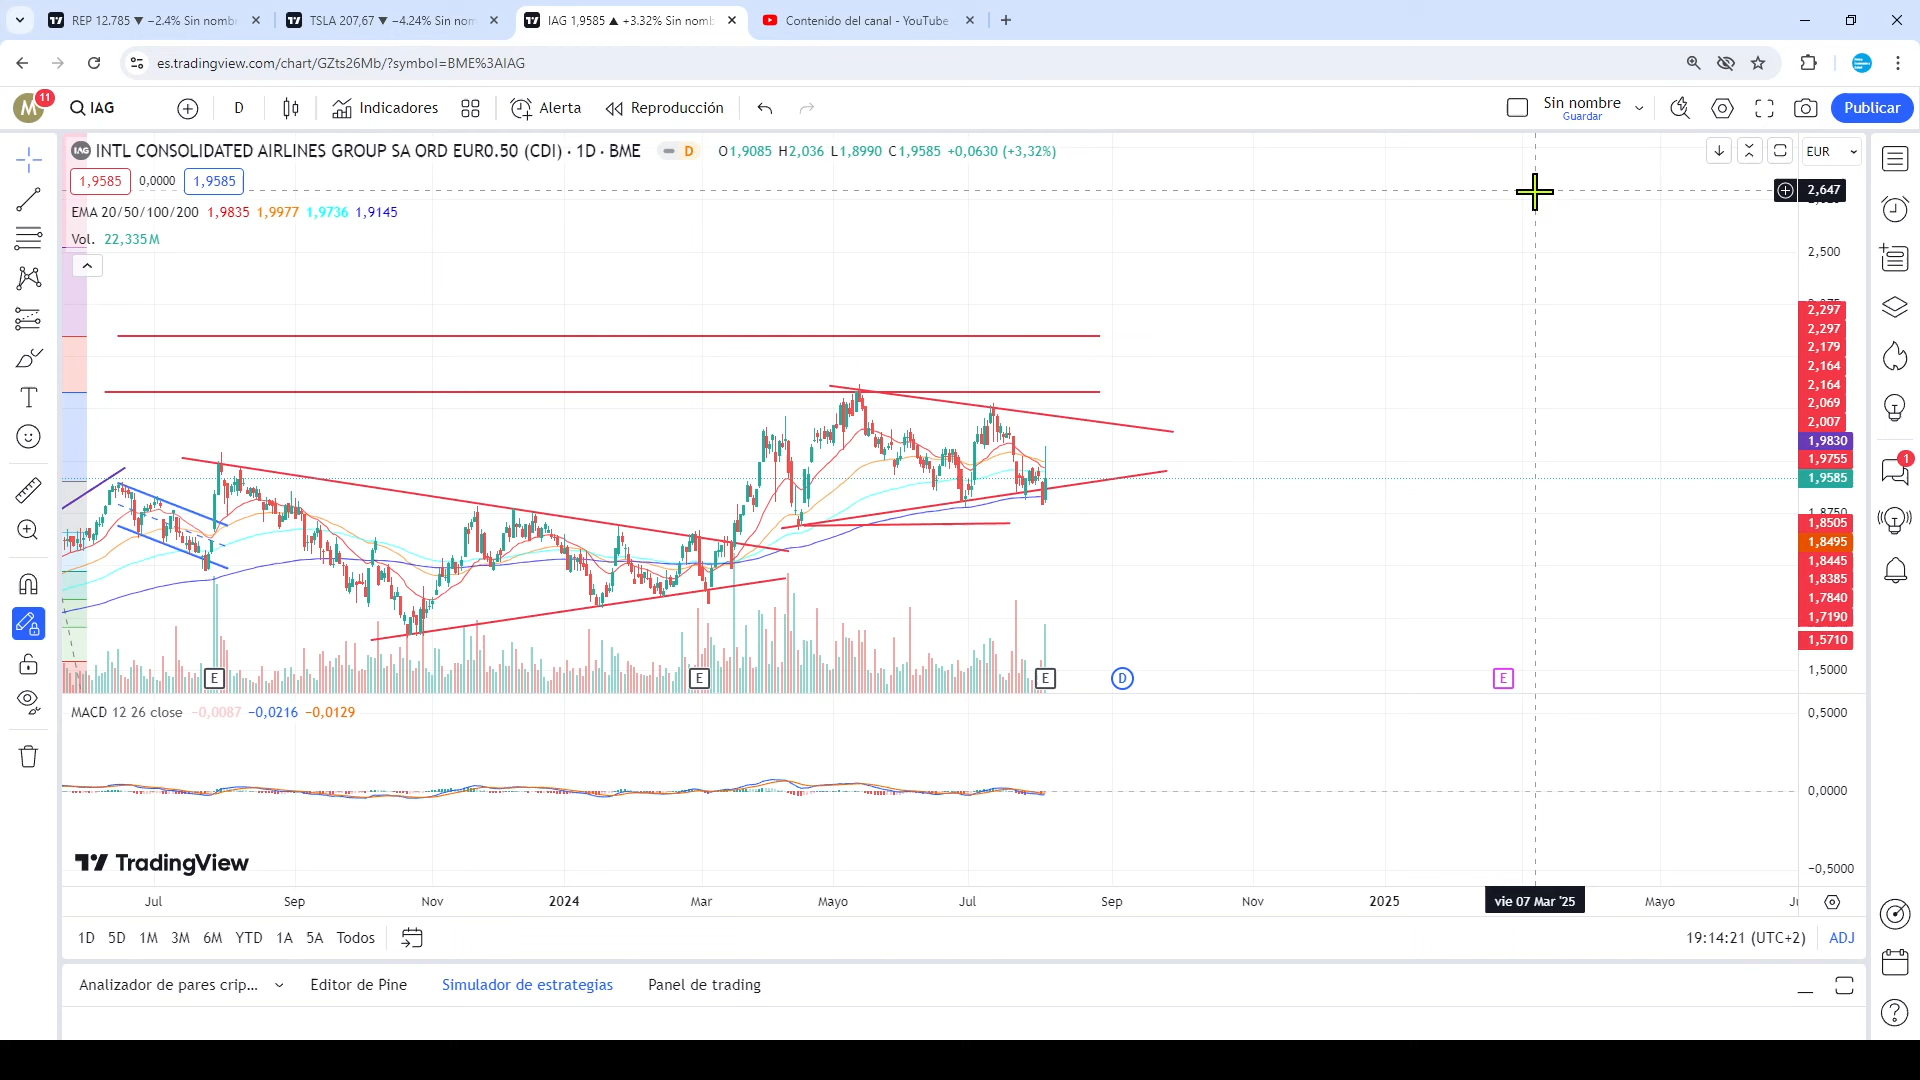 REP 12.785 ▼ −2.4% Sin nomb
TSLA 207,67 ▼ −4.24% Sin nom
IAG 1,9585 ▲ +3.32% Sin nomb
Contenido del canal - YouTube
es.tradingview.com/chart/GZts26Mb/?symbol=BME%3AIAG
M
11
IAG
D
Indicadores
Alerta
Reproducción
Sin nombre
Guardar
Publicar
IAG
INTL CONSOLIDATED AIRLINES GROUP SA ORD EUR0.50 (CDI) · 1D · BME
D
O1,9085 H2,036 L1,8990 C1,9585 +0,0630 (+3,32%)
EUR
1,9585
0,0000
1,9585
2,647
EMA 20/50/100/200 1,9835 1,9977 1,9736 1,9145
Vol. 22,335M
2,500
2,297
2,297
2,179
2,164
2,164
2,069
2,007
1,9830
1,9755
1,9585
1
1,8750
1,8505
1,8495
1,8445
1,8385
1,7840
1,7190
1,5710
1,5000
E
E
E
D
E
MACD 12 26 close −0,0087 −0,0216 −0,0129
0,5000
0,0000
−0,5000
TradingView
Jul
Sep
Nov
2024
Mar
Mayo
Jul
Sep
Nov
2025
vie 07 Mar '25
Mayo
1D 5D 1M 3M 6M YTD 1A 5A Todos
19:14:21 (UTC+2)
ADJ
Analizador de pares crip...
Editor de Pine
Simulador de estrategias
Panel de trading